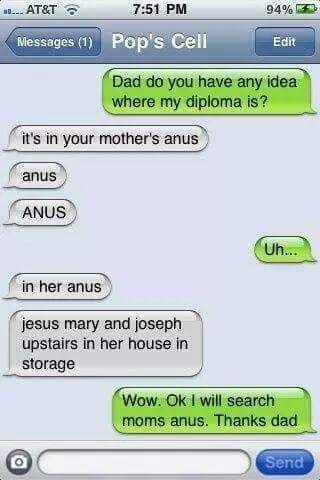 AT&T 7:51 PM 94%
Messages (1) Pop's Cell Edit
Dad do you have any idea
where my diploma is?
it's in your mother's anus
anus
ANUS
Uh...
in her anus
jesus mary and joseph
upstairs in her house in
storage
Wow. Ok I will search
moms anus. Thanks dad
Send